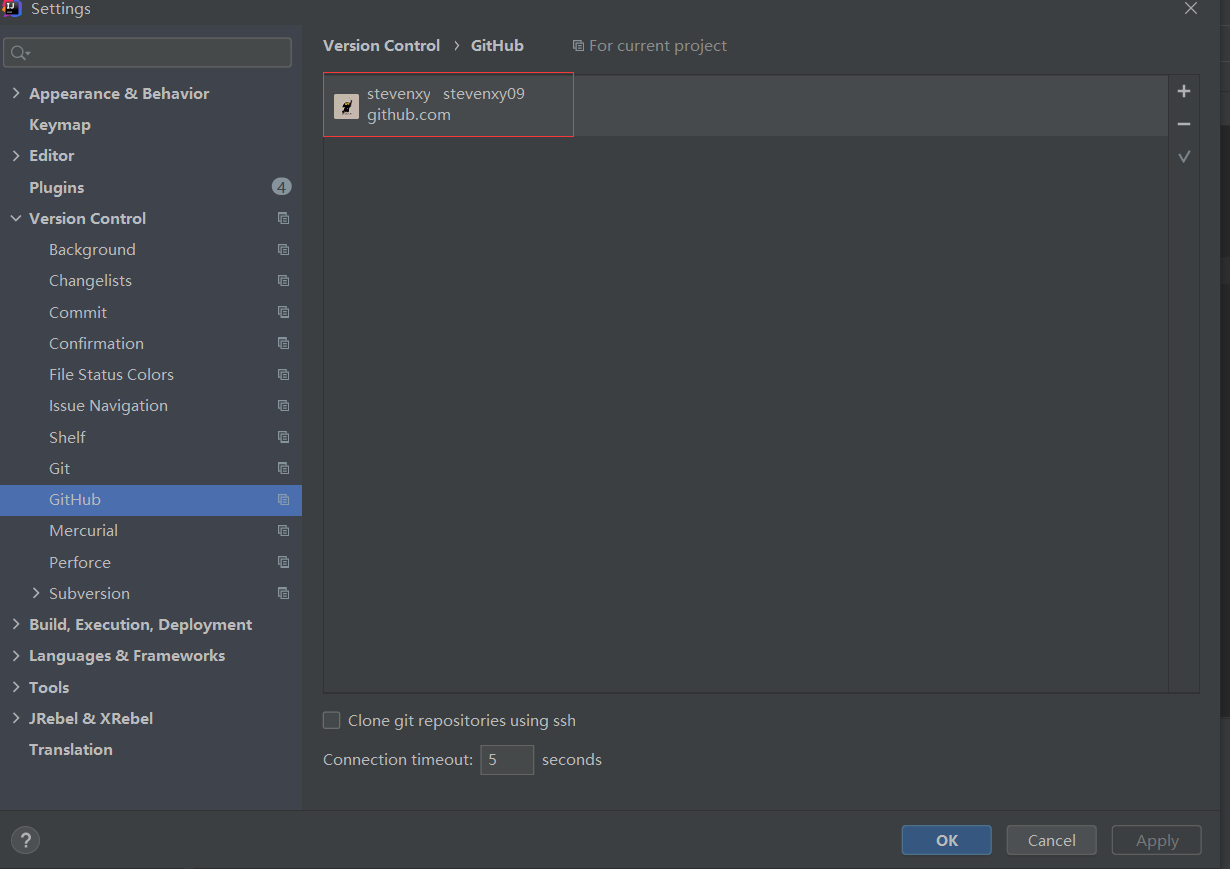 Settings
Version Control › GitHub For current project
Appearance & Behavior
Keymap
Editor
Plugins 4
Version Control
Background
Changelists
Commit
Confirmation
File Status Colors
Issue Navigation
Shelf
Git
GitHub
Mercurial
Perforce
Subversion
Build, Execution, Deployment
Languages & Frameworks
Tools
JRebel & XRebel
Translation
stevenxy stevenxy09
github.com
Clone git repositories using ssh
Connection timeout: 5 seconds
?
OK Cancel Apply